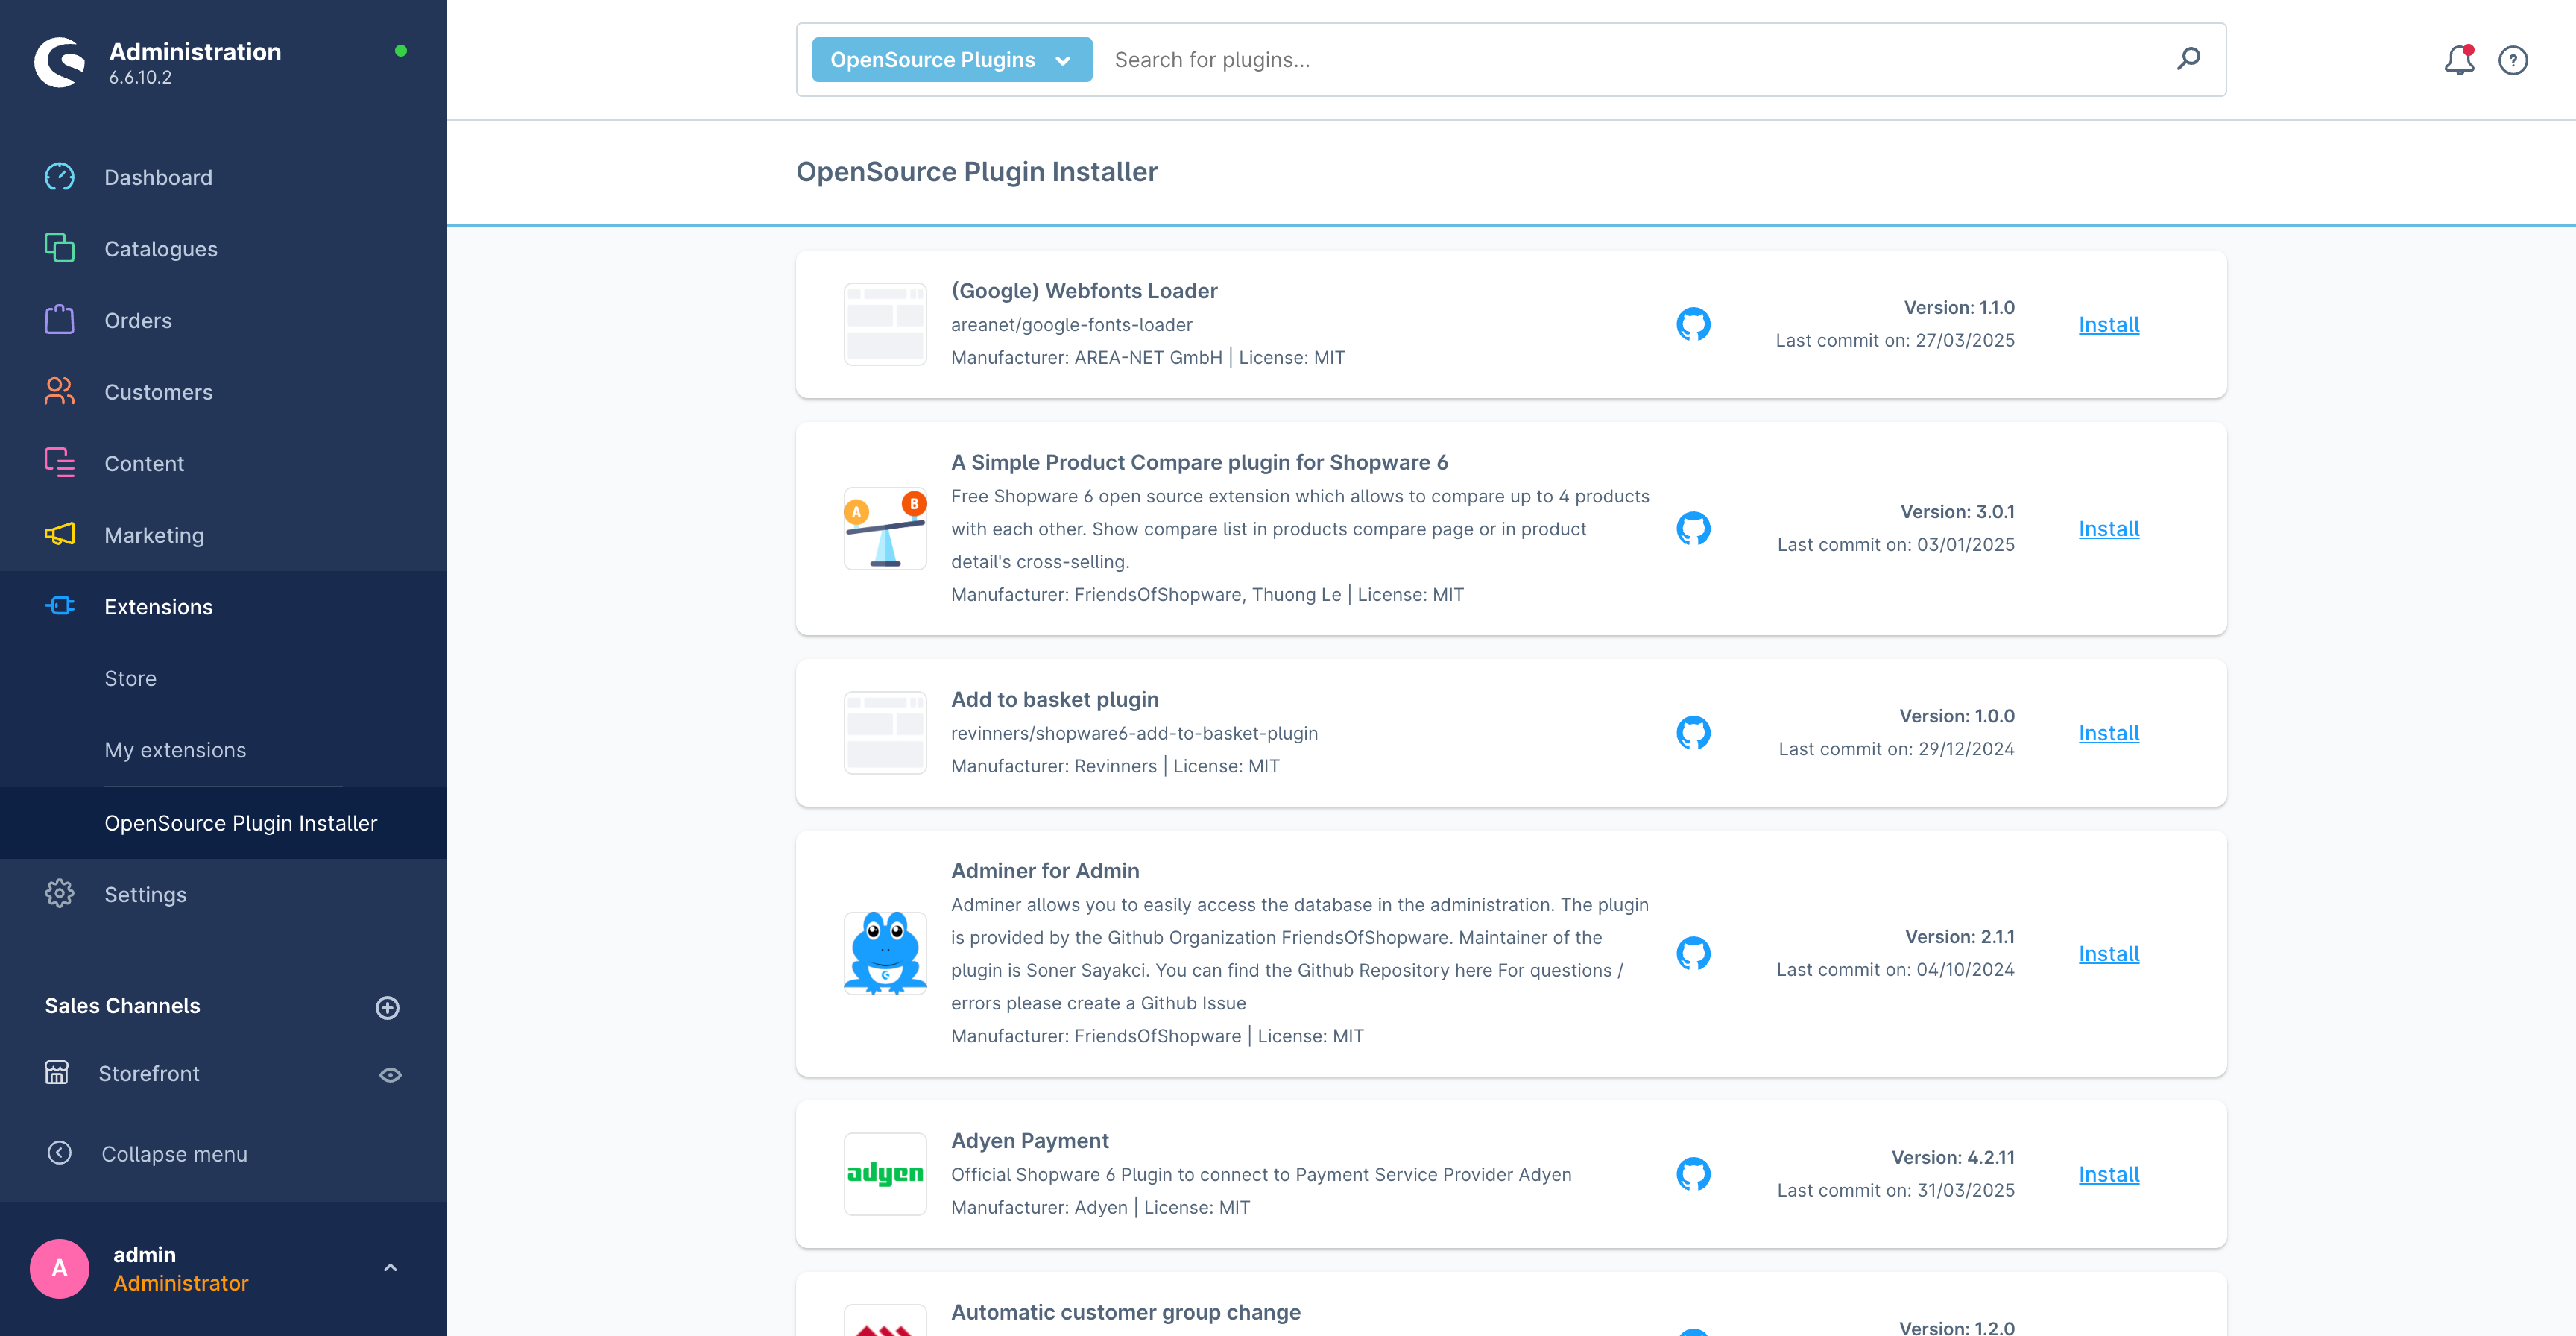 Administration
6.6.10.2
Dashboard
Catalogues
Orders
Customers
Content
Marketing
Extensions
Store
My extensions
OpenSource Plugin Installer
Settings
Sales Channels
Storefront
Collapse menu
A
admin
Administrator
OpenSource Plugins
Search for plugins...
?
OpenSource Plugin Installer
(Google) Webfonts Loader
areanet/google-fonts-loader
Manufacturer: AREA-NET GmbH | License: MIT
Version: 1.1.0
Last commit on: 27/03/2025
Install
A
B
A Simple Product Compare plugin for Shopware 6
Free Shopware 6 open source extension which allows to compare up to 4 products
with each other. Show compare list in products compare page or in product
detail's cross-selling.
Manufacturer: FriendsOfShopware, Thuong Le | License: MIT
Version: 3.0.1
Last commit on: 03/01/2025
Install
Add to basket plugin
revinners/shopware6-add-to-basket-plugin
Manufacturer: Revinners | License: MIT
Version: 1.0.0
Last commit on: 29/12/2024
Install
Adminer for Admin
Adminer allows you to easily access the database in the administration. The plugin
is provided by the Github Organization FriendsOfShopware. Maintainer of the
plugin is Soner Sayakci. You can find the Github Repository here For questions /
errors please create a Github Issue
Manufacturer: FriendsOfShopware | License: MIT
Version: 2.1.1
Last commit on: 04/10/2024
Install
adyen
Adyen Payment
Official Shopware 6 Plugin to connect to Payment Service Provider Adyen
Manufacturer: Adyen | License: MIT
Version: 4.2.11
Last commit on: 31/03/2025
Install
Automatic customer group change
Version: 1.2.0